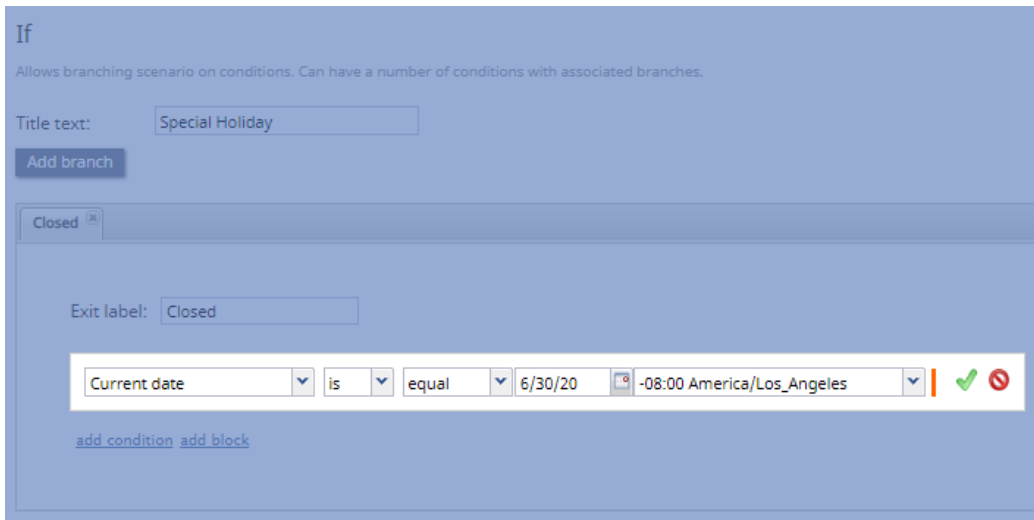 If
Allows branching scenario on conditions. Can have a number of conditions with associated branches.
Title text: Special Holiday
Add branch
Closed
Exit label: Closed
Current date is equal 6/30/20 -08:00 America/Los_Angeles
add condition add block